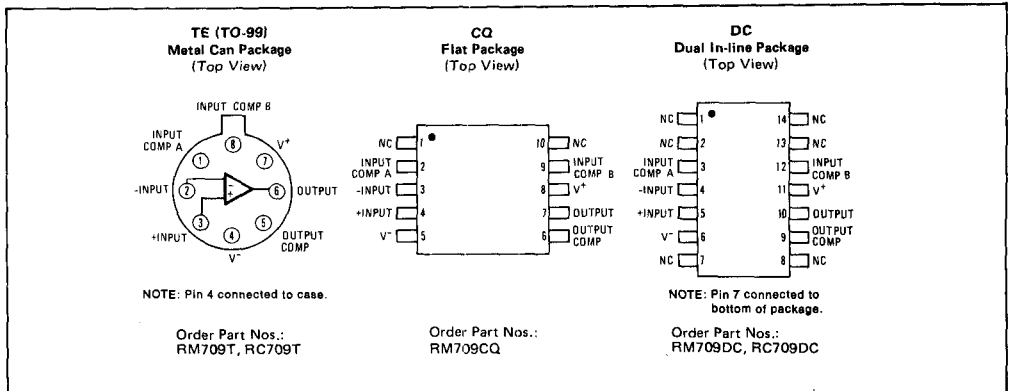 TE (TO-99)
Metal Can Package
(Top View)
INPUT COMP B
INPUT
COMP A
8
V+
1
7
-INPUT
2
-
+
6
OUTPUT
3
5
+INPUT
4
OUTPUT
COMP
V-
NOTE: Pin 4 connected to case.
Order Part Nos.:
RM709T, RC709T
CQ
Flat Package
(Top View)
NC 1 10 NC
INPUT
COMP A 2 9 INPUT
COMP B
-INPUT 3 8 V+
+INPUT 4 7 OUTPUT
V- 5 6 OUTPUT
COMP
Order Part Nos.:
RM709CQ
DC
Dual In-line Package
(Top View)
NC 1 14 NC
NC 2 13 NC
INPUT
COMP A 3 12 INPUT
COMP B
-INPUT 4 11 V+
+INPUT 5 10 OUTPUT
V- 6 9 OUTPUT
COMP
NC 7 8 NC
NOTE: Pin 7 connected to
bottom of package.
Order Part Nos.:
RM709DC, RC709DC